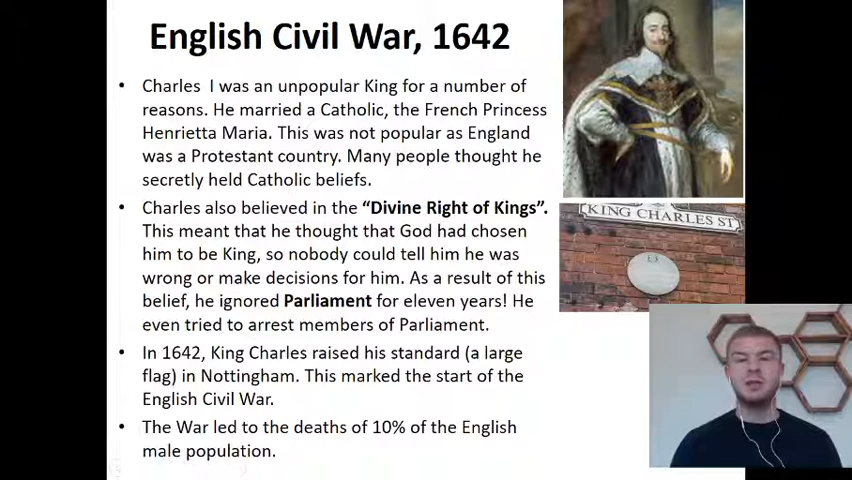 English Civil War, 1642
• Charles I was an unpopular King for a number of
reasons. He married a Catholic, the French Princess
Henrietta Maria. This was not popular as England
was a Protestant country. Many people thought he
secretly held Catholic beliefs.
• Charles also believed in the “Divine Right of Kings”.
This meant that he thought that God had chosen
him to be King, so nobody could tell him he was
wrong or make decisions for him. As a result of this
belief, he ignored Parliament for eleven years! He
even tried to arrest members of Parliament.
• In 1642, King Charles raised his standard (a large
flag) in Nottingham. This marked the start of the
English Civil War.
• The War led to the deaths of 10% of the English
male population.
KING CHARLES ST